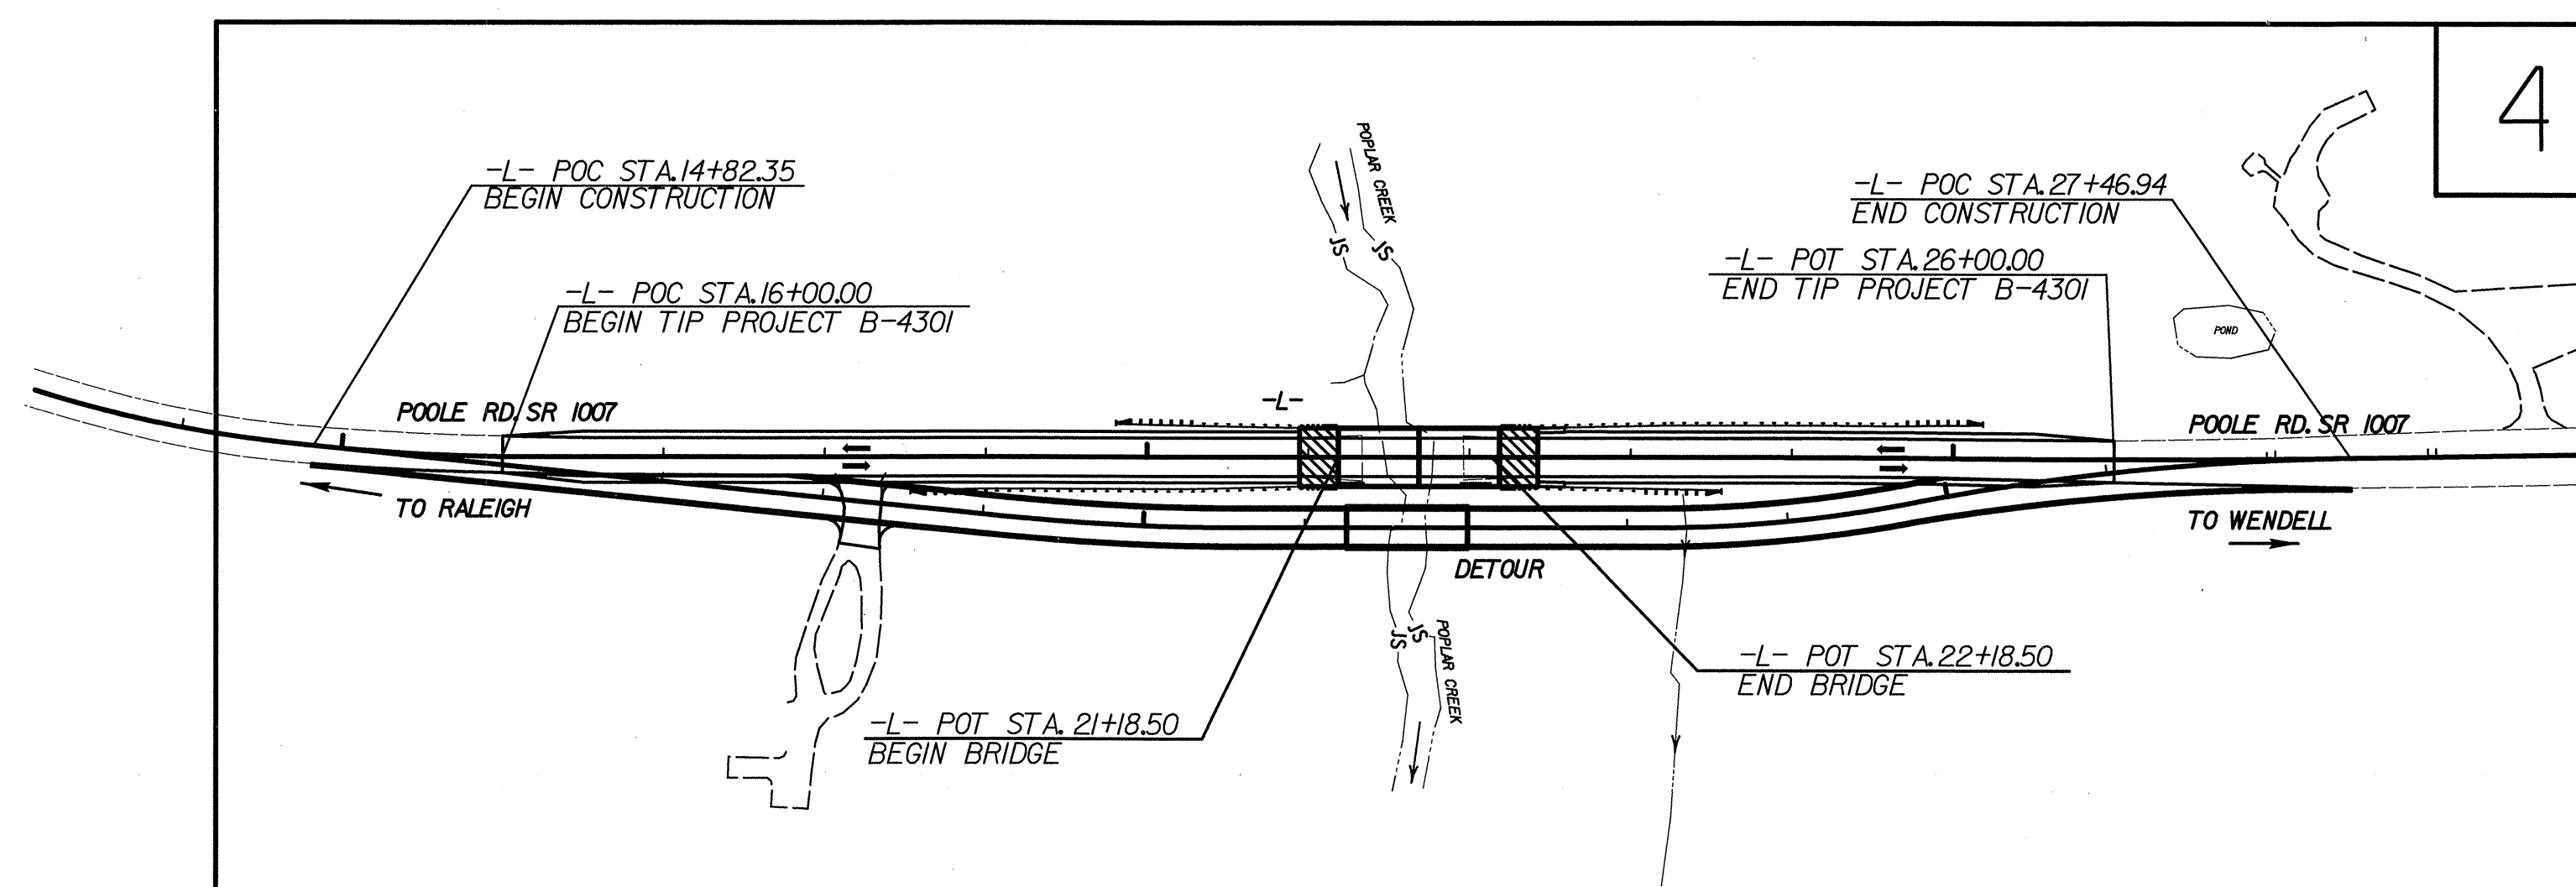 4
-L- POC STA.14+82.35
BEGIN CONSTRUCTION
-L- POC STA.27+46.94
END CONSTRUCTION
-L- POT STA.26+00.00
END TIP PROJECT B-4301
-L- POC STA.16+00.00
BEGIN TIP PROJECT B-4301
POPLAR CREEK
JS
JS
POND
-L-
POOLE RD. SR 1007
POOLE RD. SR 1007
TO RALEIGH
TO WENDELL
DETOUR
JS
JS
POPLAR CREEK
-L- POT STA.22+18.50
END BRIDGE
-L- POT STA. 21+18.50
BEGIN BRIDGE